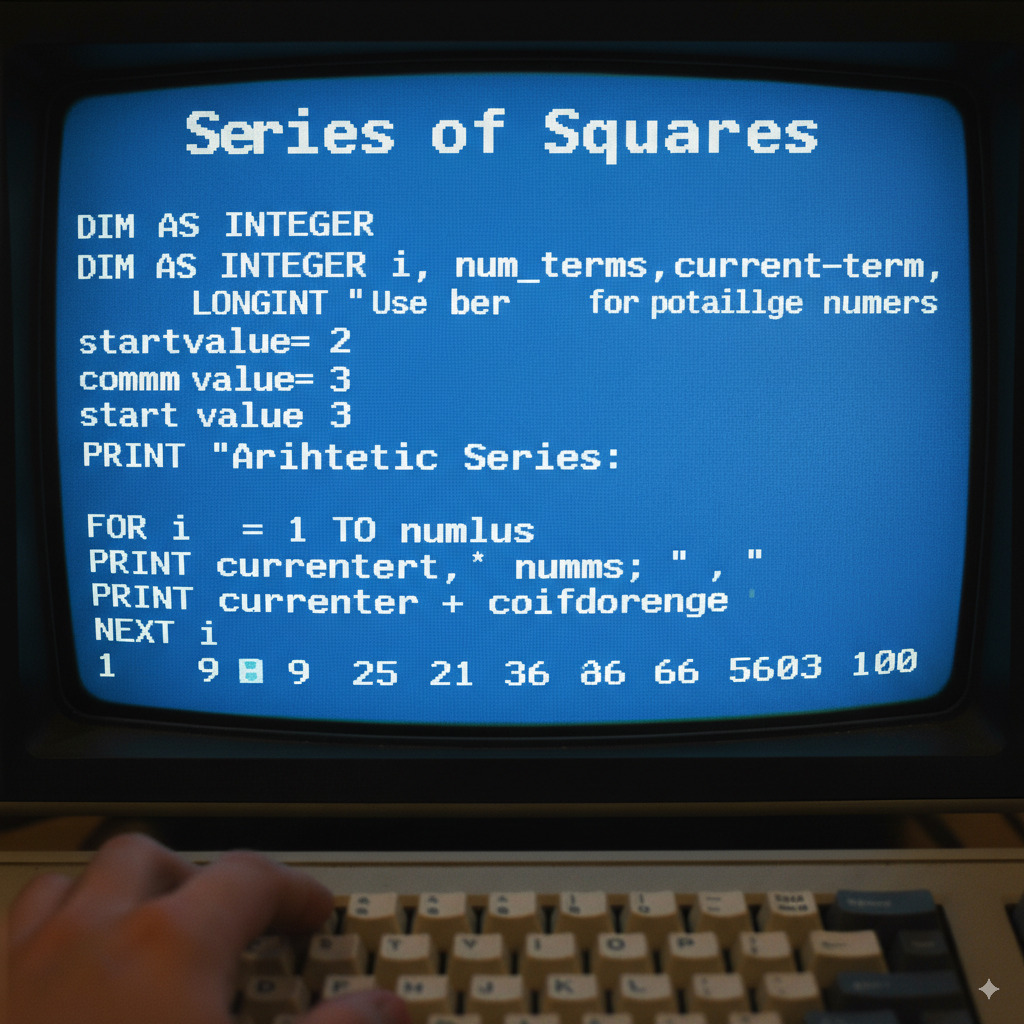 Series of Squares
DIM AS INTEGER
DIM AS INTEGER i, num_terms, current-term,
LONGINT "Use ber for potaillge numers
startvalue= 2
commm value= 3
start value 3
PRINT "Arihtetic Series:
FOR i = 1 TO numlus
PRINT currentert,* numms; " , "
PRINT currenter + coifdorenge
NEXT i
1 9 9 25 21 36 86 66 5603 100